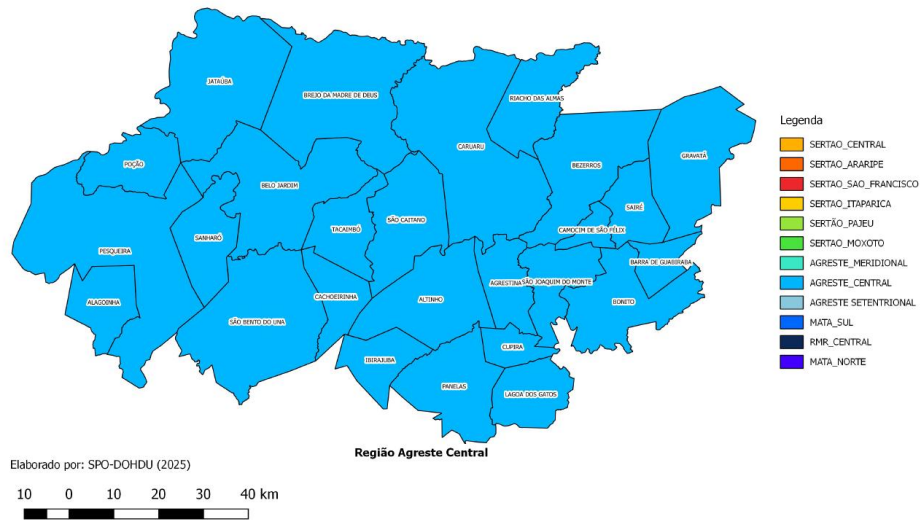 JATAÚBA
BREJO DA MADRE DE DEUS
RIACHO DAS ALMAS
CARUARU
GRAVATÁ
POÇÃO
BEZERROS
BELO JARDIM
SAIRÉ
SÃO CAITANO
TACAIMBÓ
CAMOCIM DE SÃO FÉLIX
SANHARÓ
PESQUEIRA
BARRA DE GUABIRABA
AGRESTINA
SÃO JOAQUIM DO MONTE
CACHOEIRINHA
ALTINHO
ALAGOINHA
BONITO
SÃO BENTO DO UNA
CUPIRA
IBIRAJUBA
PANELAS
LAGOA DOS GATOS
Legenda
SERTAO_CENTRAL
SERTAO_ARARIPE
SERTAO_SAO_FRANCISCO
SERTAO_ITAPARICA
SERTÃO_PAJEU
SERTAO_MOXOTO
AGRESTE_MERIDIONAL
AGRESTE_CENTRAL
AGRESTE SETENTRIONAL
MATA_SUL
RMR_CENTRAL
MATA_NORTE
Região Agreste Central
Elaborado por: SPO-DOHDU (2025)
10 0 10 20 30 40 km